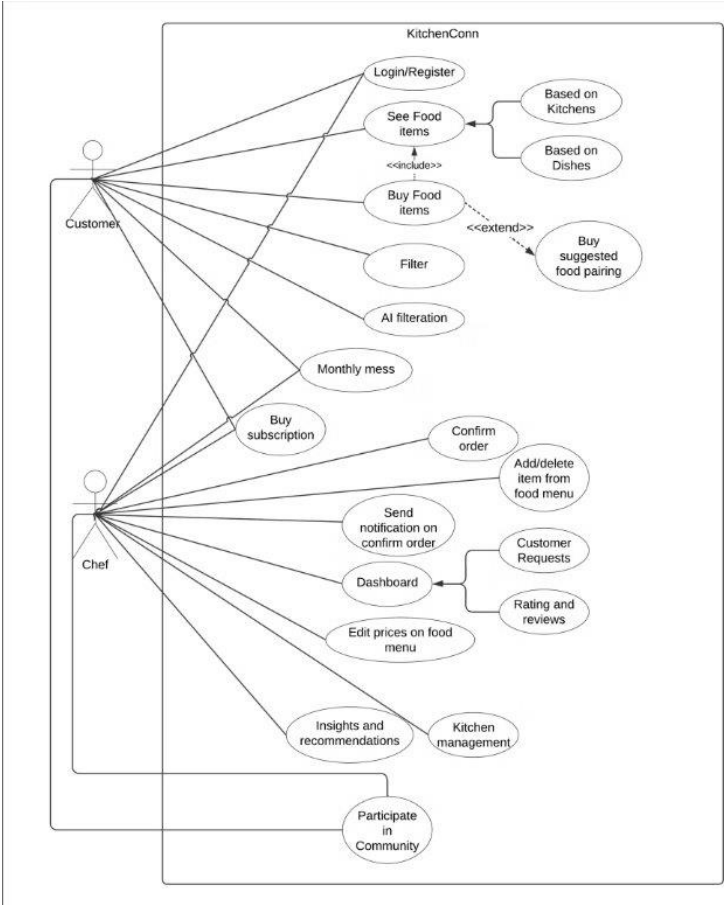 KitchenConn
Login/Register
See Food
items
Based on
Kitchens
Based on
Dishes
<<include>>
Customer
Buy Food
items
<<extend>>
Buy
suggested
food pairing
Filter
AI filteration
Monthly mess
Buy
subscription
Confirm
order
Add/delete
item from
food menu
Send
notification on
confirm order
Chef
Customer
Requests
Dashboard
Rating and
reviews
Edit prices on food
menu
Insights and
recommendations
Kitchen
management
Participate
in
Community